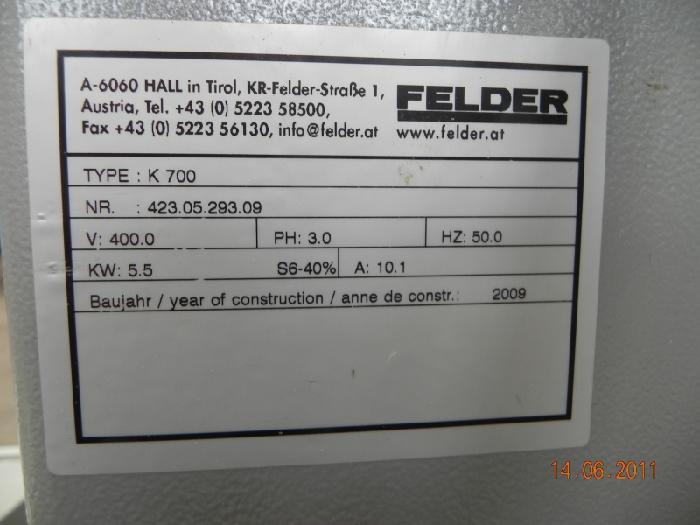 A-6060 HALL in Tirol, KR-Felder-Straße 1,
Austria, Tel. +43 (0) 5223 58500,
Fax +43 (0) 5223 56130, info@felder.at
FELDER
www.felder.at
TYPE : K 700
NR. : 423.05.293.09
V: 400.0 PH: 3.0 HZ: 50.0
KW: 5.5 S6-40% A: 10.1
Baujahr / year of construction / anne de constr.: 2009
14.06.2011